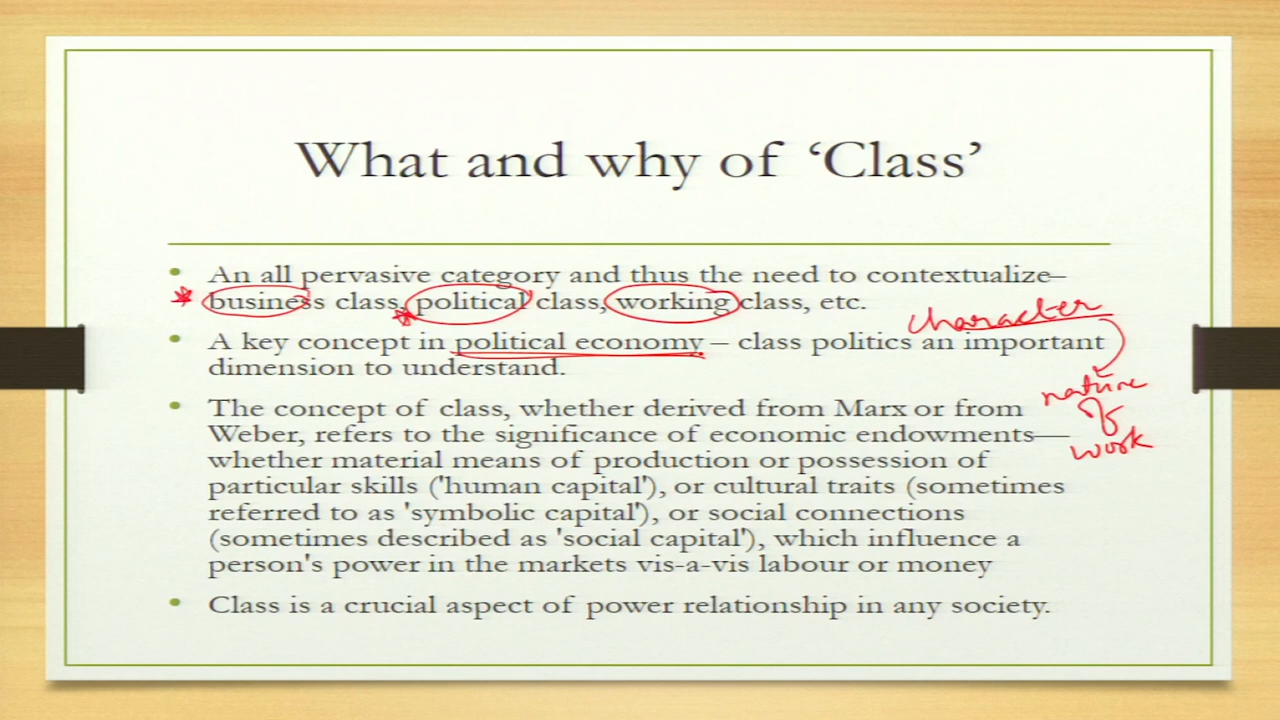 What and why of ‘Class’
• An all pervasive category and thus the need to contextualize–
business class, political class, working class, etc.
character
• A key concept in political economy – class politics an important
dimension to understand.
nature
of
work
• The concept of class, whether derived from Marx or from
Weber, refers to the significance of economic endowments—
whether material means of production or possession of
particular skills ('human capital'), or cultural traits (sometimes
referred to as 'symbolic capital'), or social connections
(sometimes described as 'social capital'), which influence a
person's power in the markets vis-a-vis labour or money
• Class is a crucial aspect of power relationship in any society.